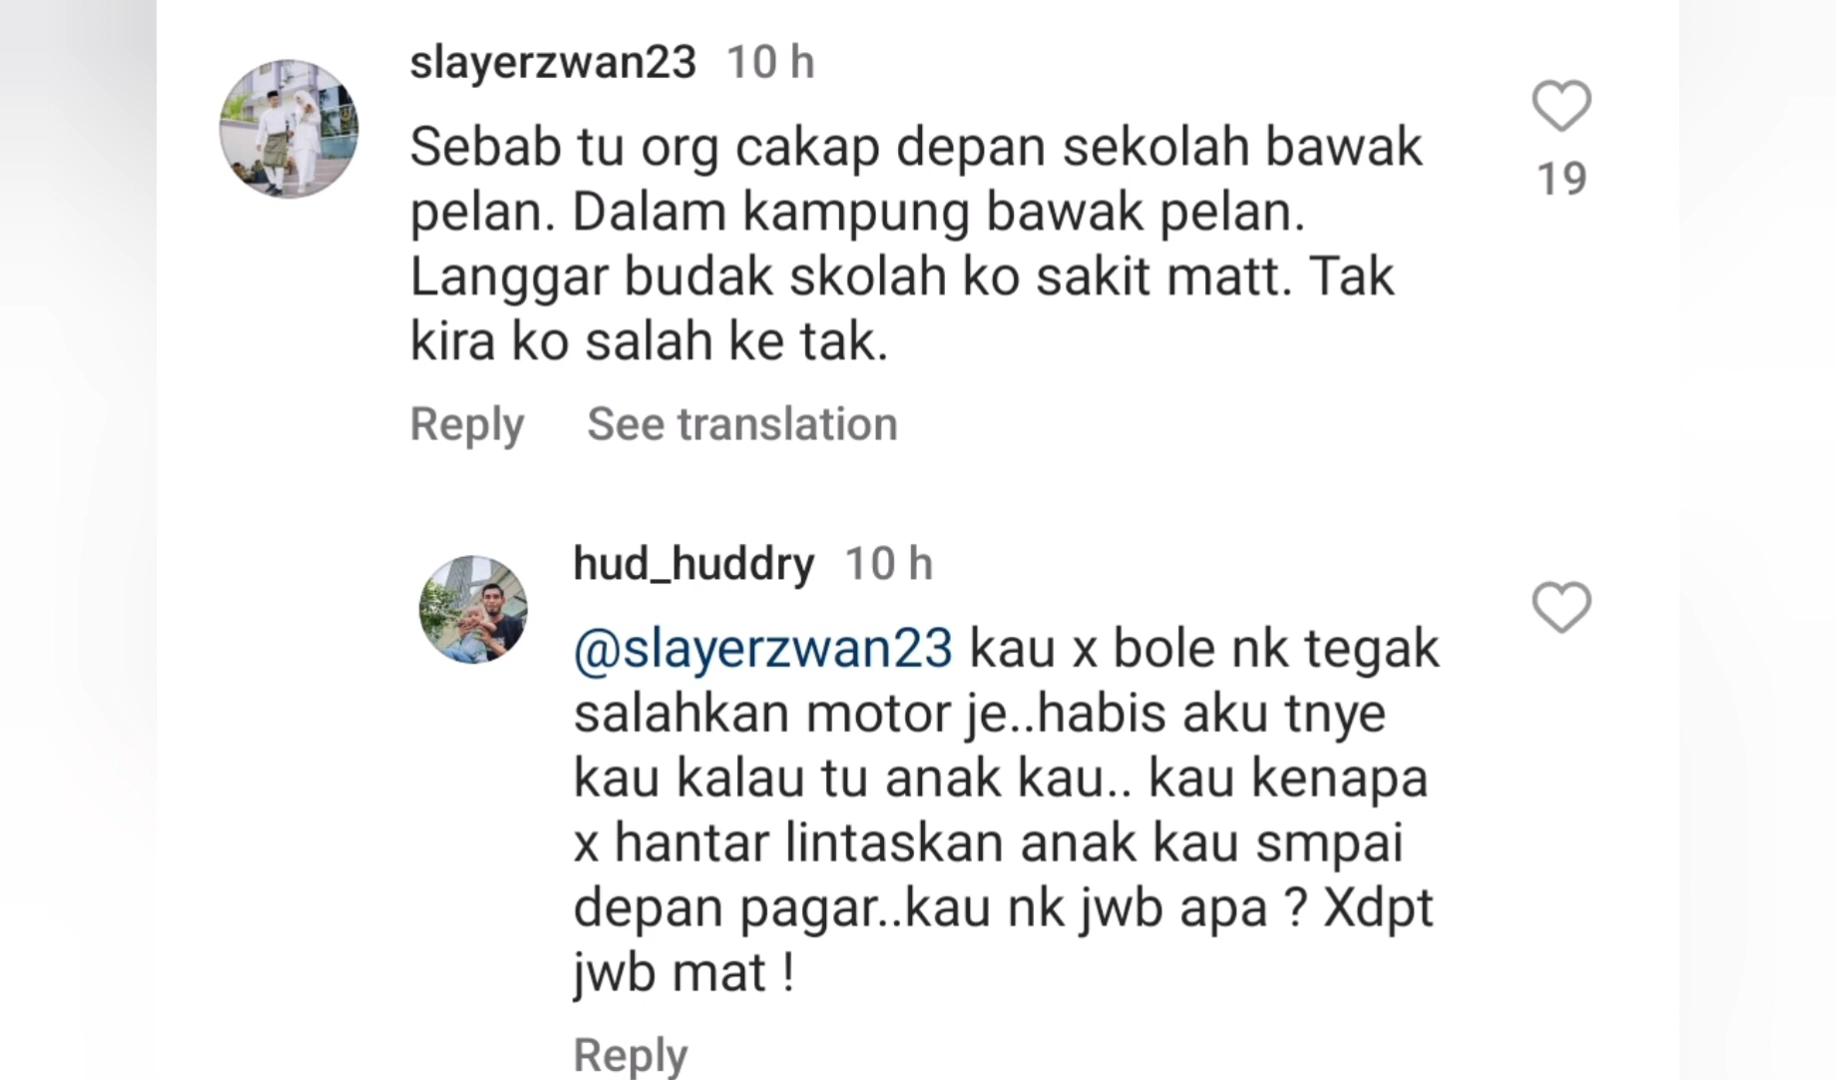 slayerzwan23 10 h
Sebab tu org cakap depan sekolah bawak
pelan. Dalam kampung bawak pelan.
Langgar budak skolah ko sakit matt. Tak
kira ko salah ke tak.
19
Reply See translation
hud_huddry 10 h
@slayerzwan23 kau x bole nk tegak
salahkan motor je..habis aku tnye
kau kalau tu anak kau.. kau kenapa
x hantar lintaskan anak kau smpai
depan pagar..kau nk jwb apa ? Xdpt
jwb mat !
Reply